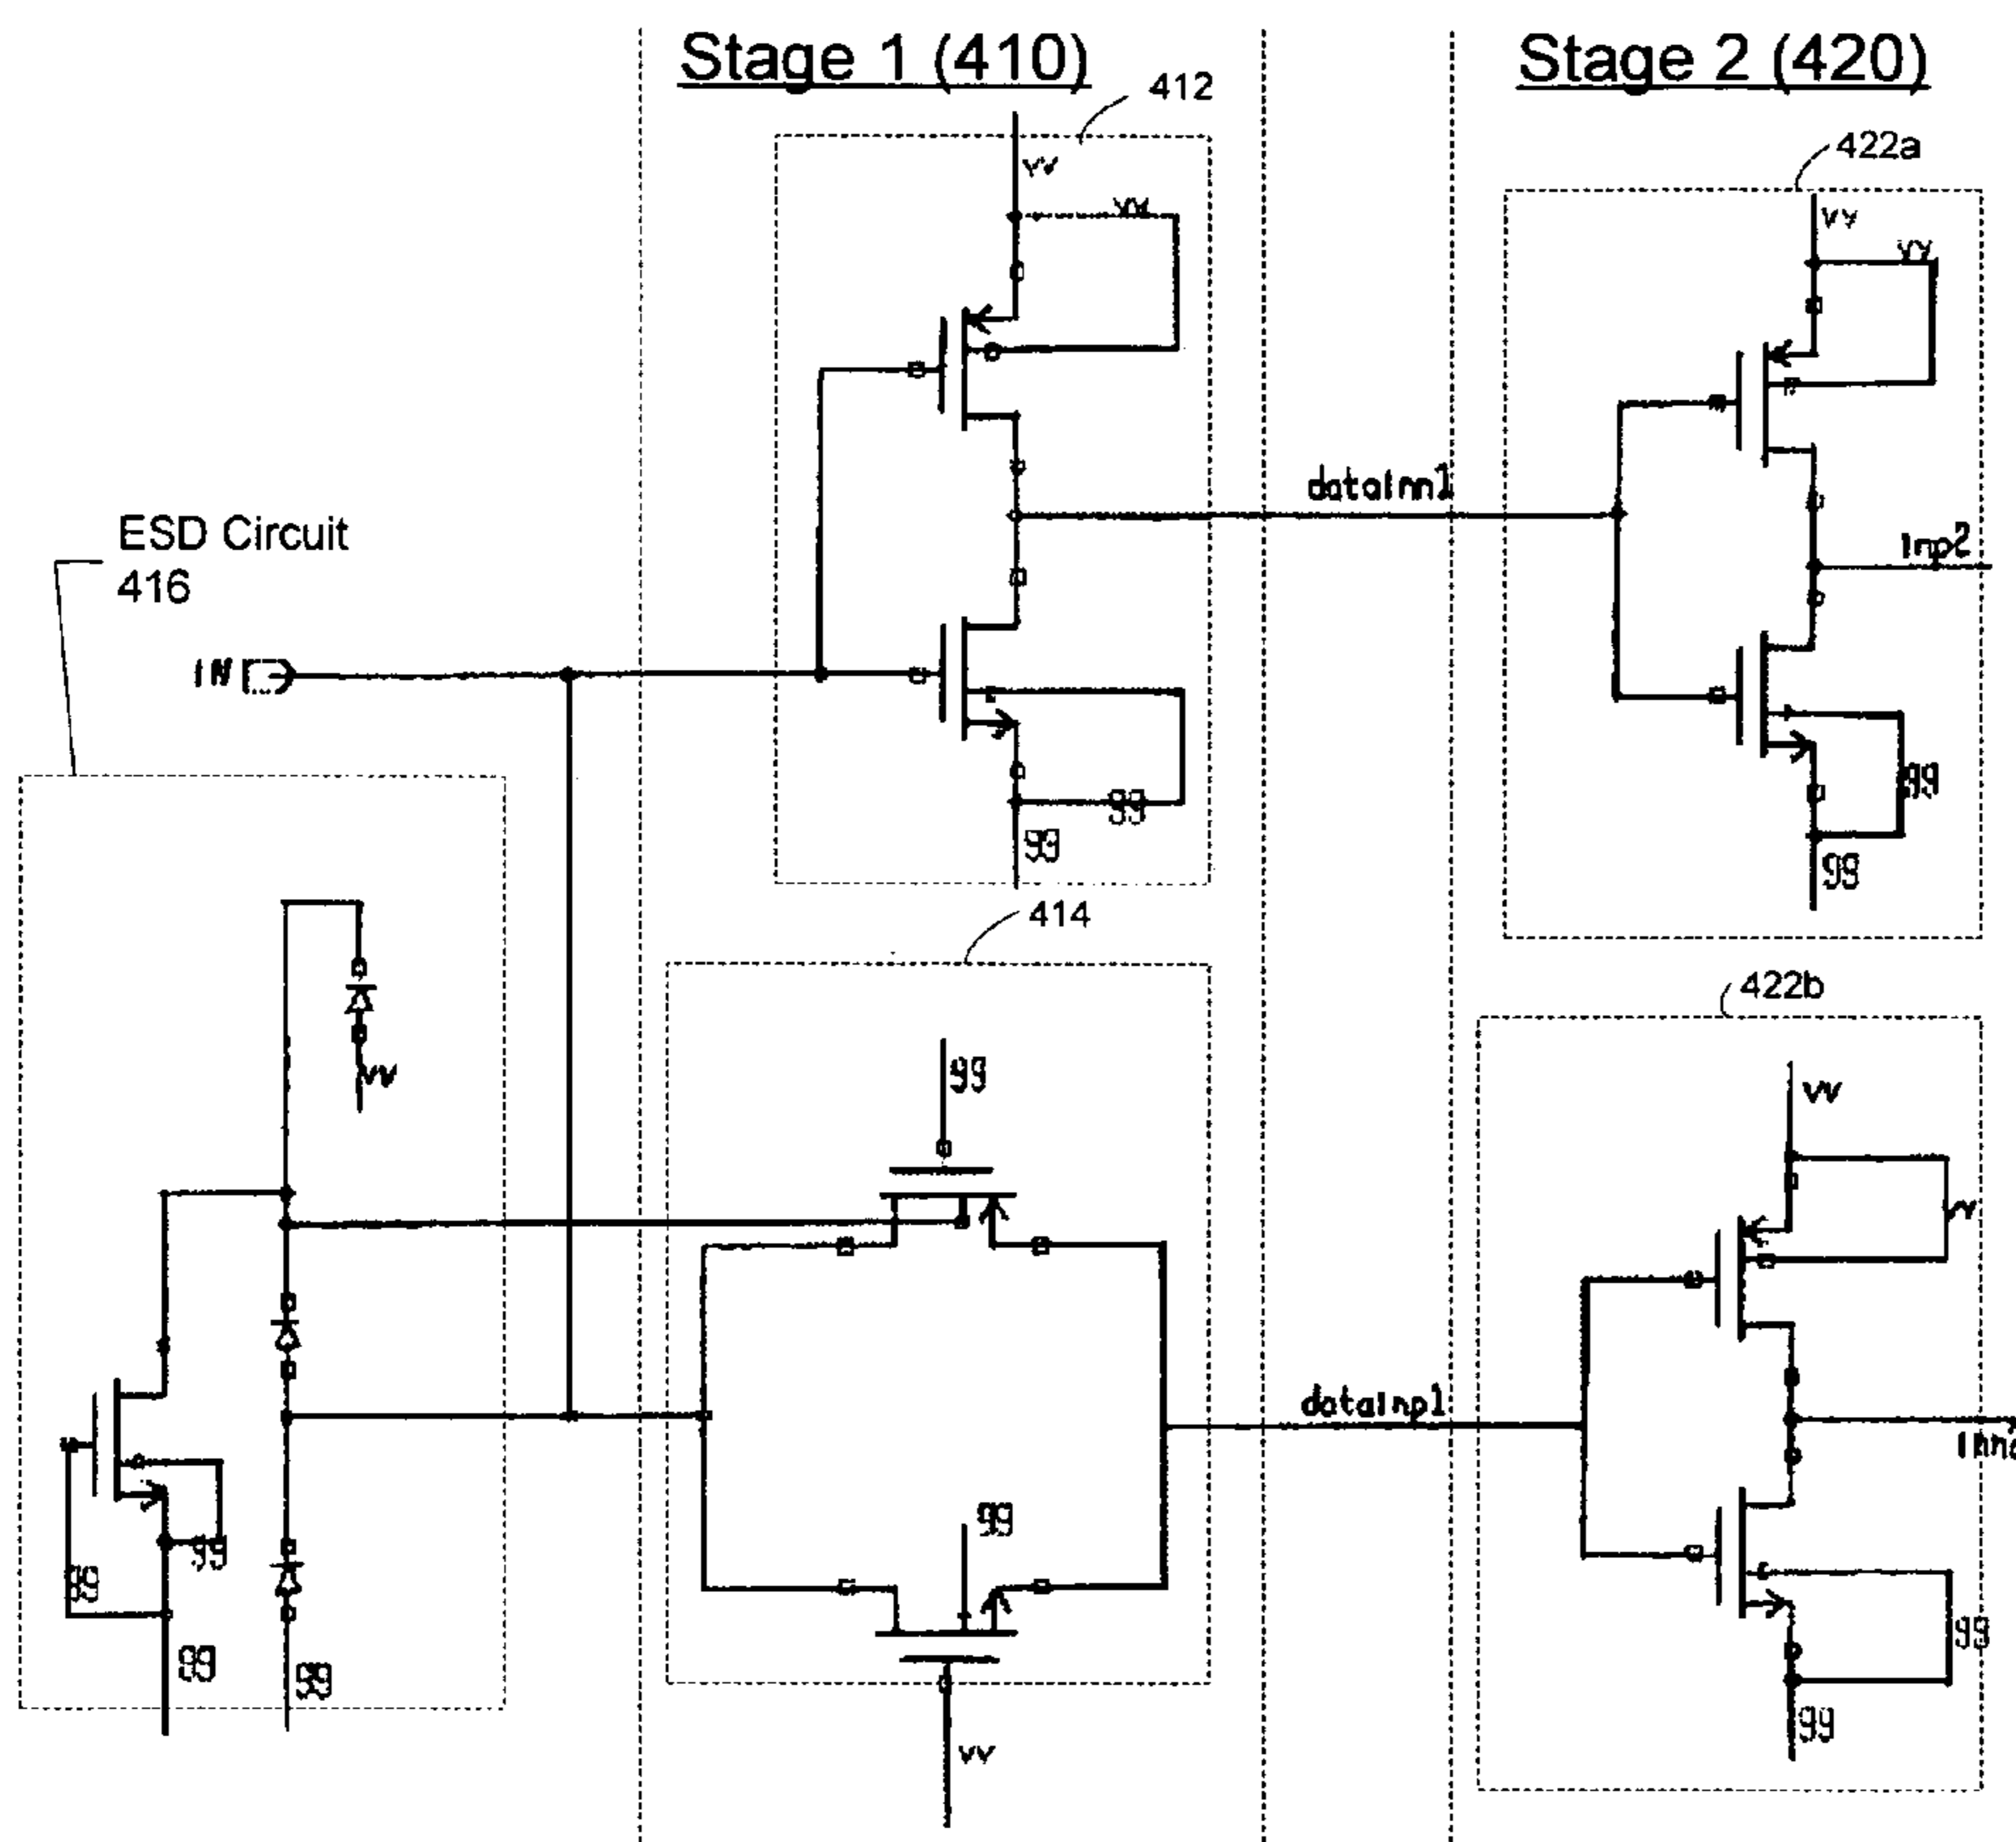 Stage 1 (410)
Stage 2 (420)
412
422a
vv
vv
vv
vv
datainn1
inp2
ESD Circuit
416
IN
gg
gg
gg
gg
414
422b
vv
gg
vv
vv
datainp1
gg
gg
gg
gg
gg
gg
gg
vv